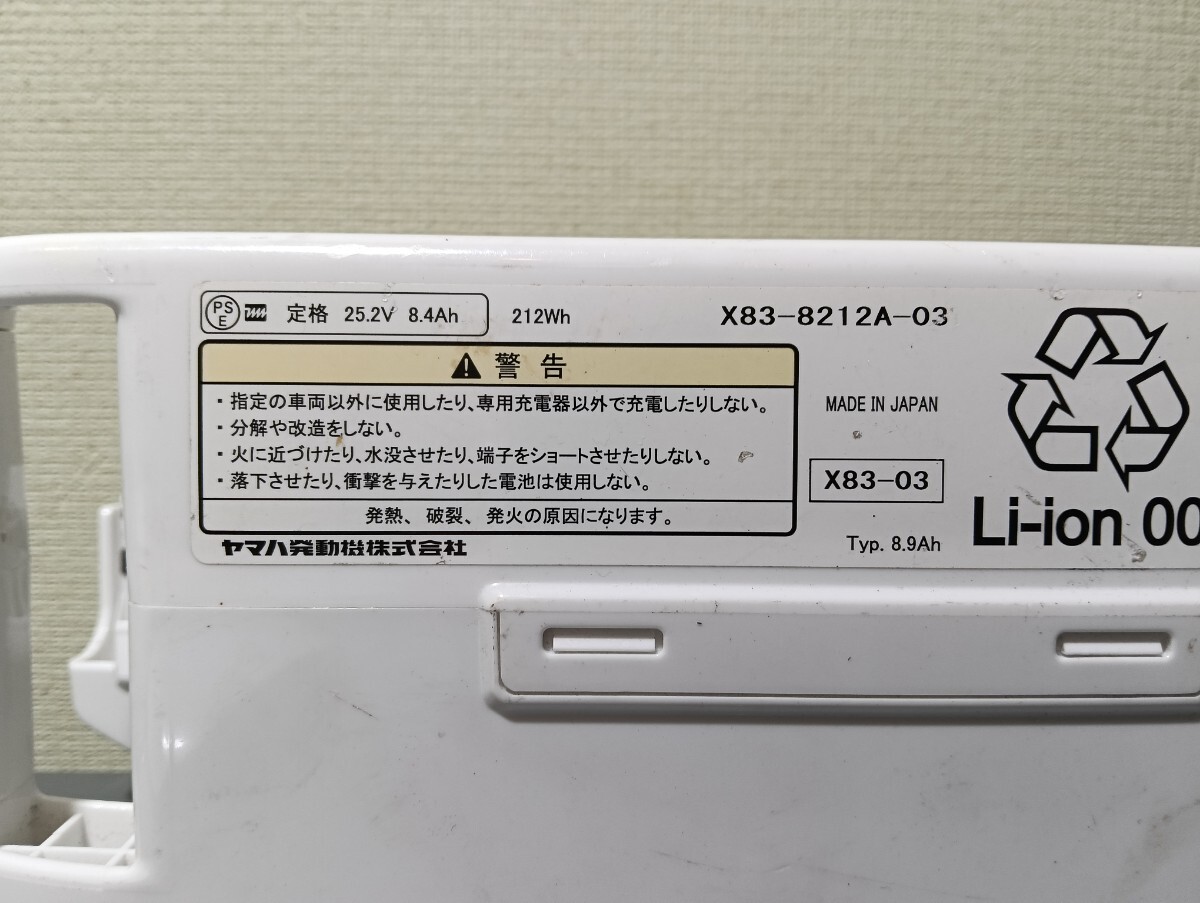 PS E 定格 25.2V 8.4Ah 212Wh X83-8212A-03
警告
・指定の車両以外に使用したり、専用充電器以外で充電したりしない。
・分解や改造をしない。
・火に近づけたり、水没させたり、端子をショートさせたりしない。
・落下させたり、衝撃を与えたりした電池は使用しない。
発熱、破裂、発火の原因になります。
ヤマハ発動機株式会社
MADE IN JAPAN
X83-03
Typ. 8.9Ah
Li-ion 00